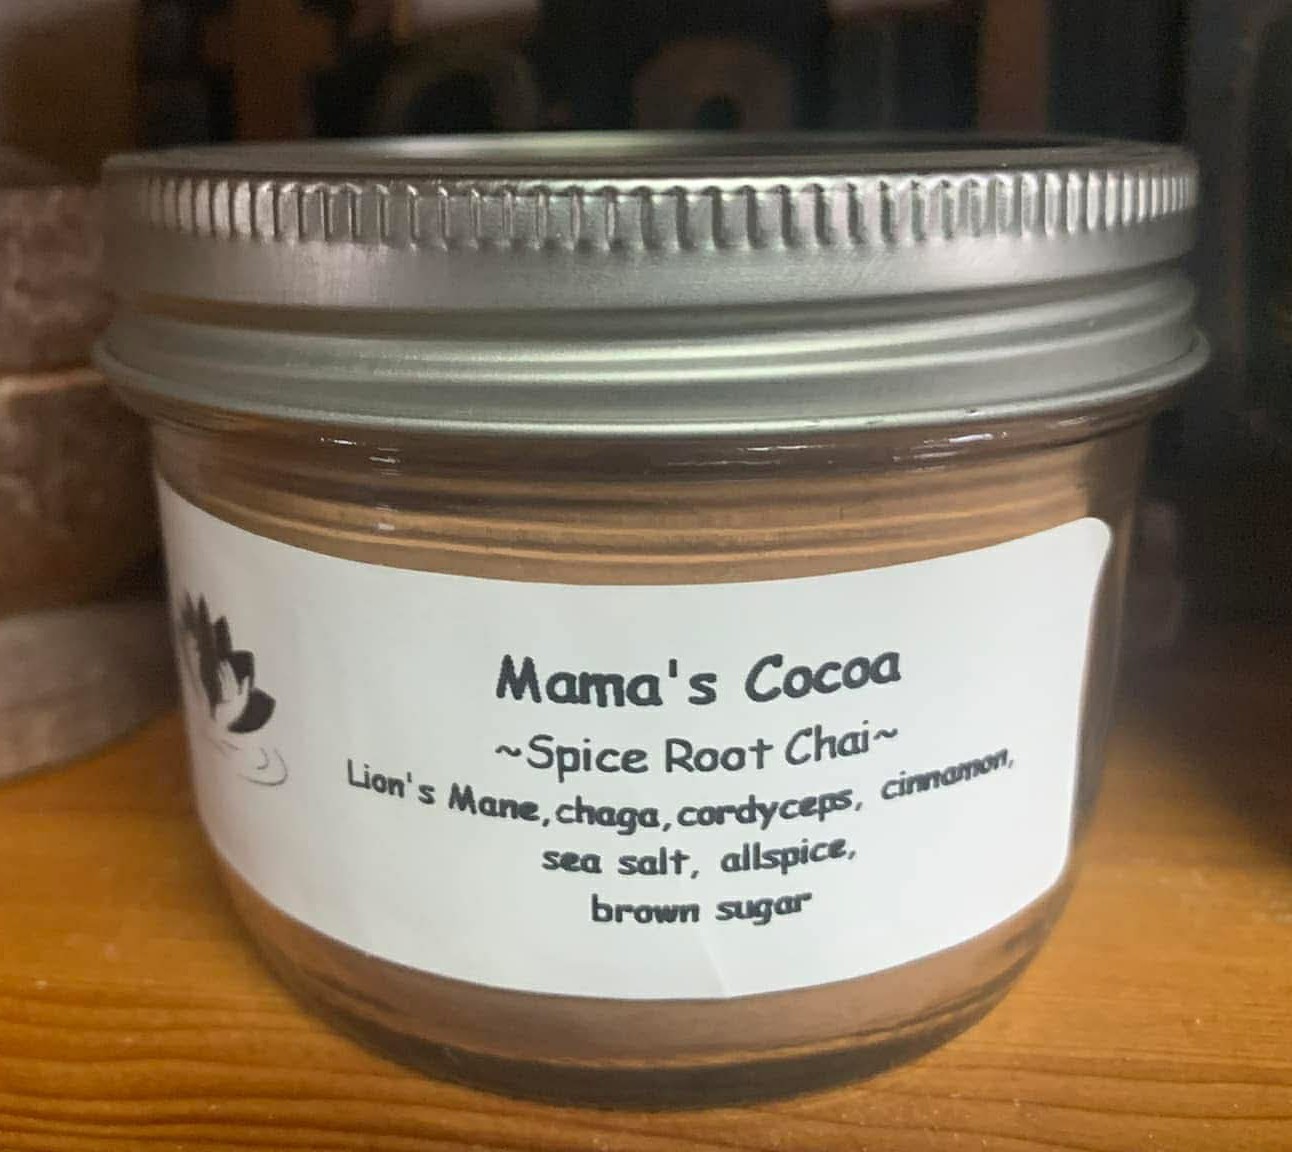 Mama's Cocoa
~Spice Root Chai~
Lion's Mane, chaga, cordyceps, cinnamon,
sea salt, allspice,
brown sugar